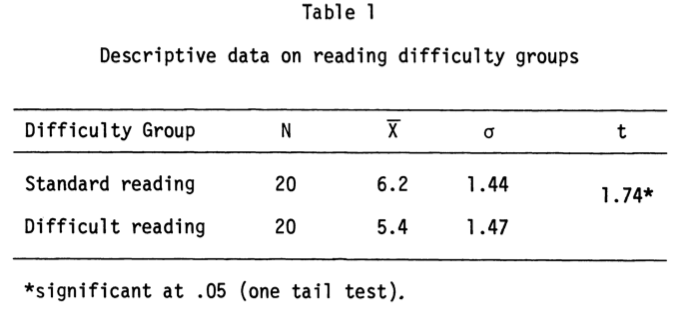 Table 1
Descriptive data on reading difficulty groups
Difficulty Group N X̅ σ t
Standard reading 20 6.2 1.44 1.74*
Difficult reading 20 5.4 1.47
*significant at .05 (one tail test).